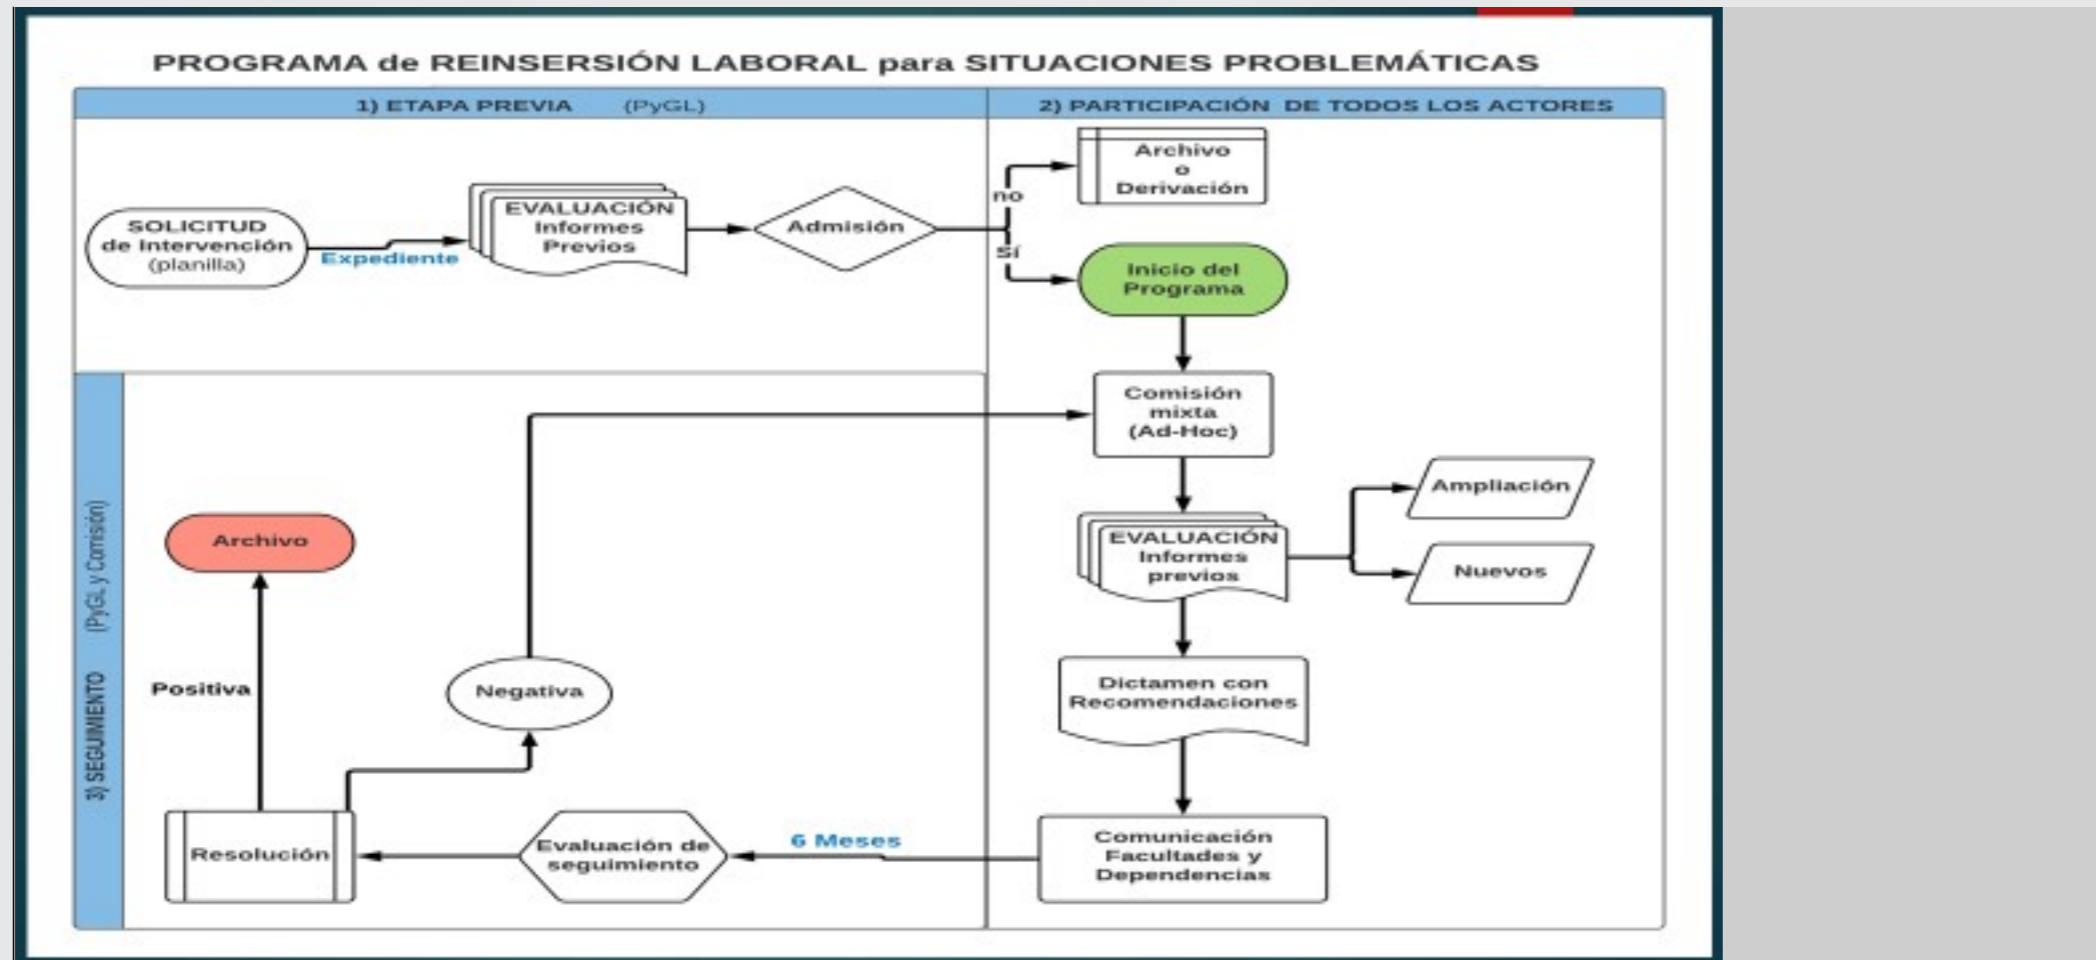 PROGRAMA de REINSERSIÓN LABORAL para SITUACIONES PROBLEMÁTICAS
1) ETAPA PREVIA (PyGL)
2) PARTICIPACIÓN DE TODOS LOS ACTORES
SOLICITUD
de Intervención
(planilla)
Expediente
EVALUACIÓN
Informes
Previos
Admisión
no
Sí
Archivo
o
Derivación
Inicio del
Programa
Comisión
mixta
(Ad-Hoc)
EVALUACIÓN
Informes
previos
Ampliación
Nuevos
Dictamen con
Recomendaciones
Comunicación
Facultades y
Dependencias
3) SEGUIMIENTO (PyGL y Comisión)
6 Meses
Evaluación de
seguimiento
Resolución
Negativa
Positiva
Archivo